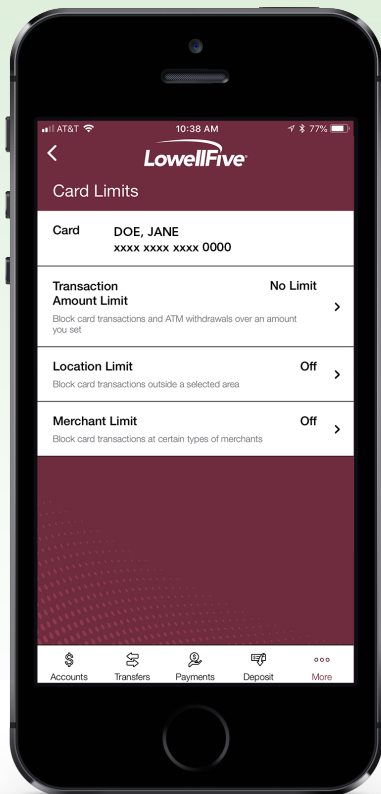 AT&T 10:38 AM 77%
LowellFive
Card Limits
Card DOE, JANE
xxxx xxxx xxxx 0000
Transaction No Limit
Amount Limit
Block card transactions and ATM withdrawals over an amount
you set
Location Limit Off
Block card transactions outside a selected area
Merchant Limit Off
Block card transactions at certain types of merchants
Accounts Transfers Payments Deposit More